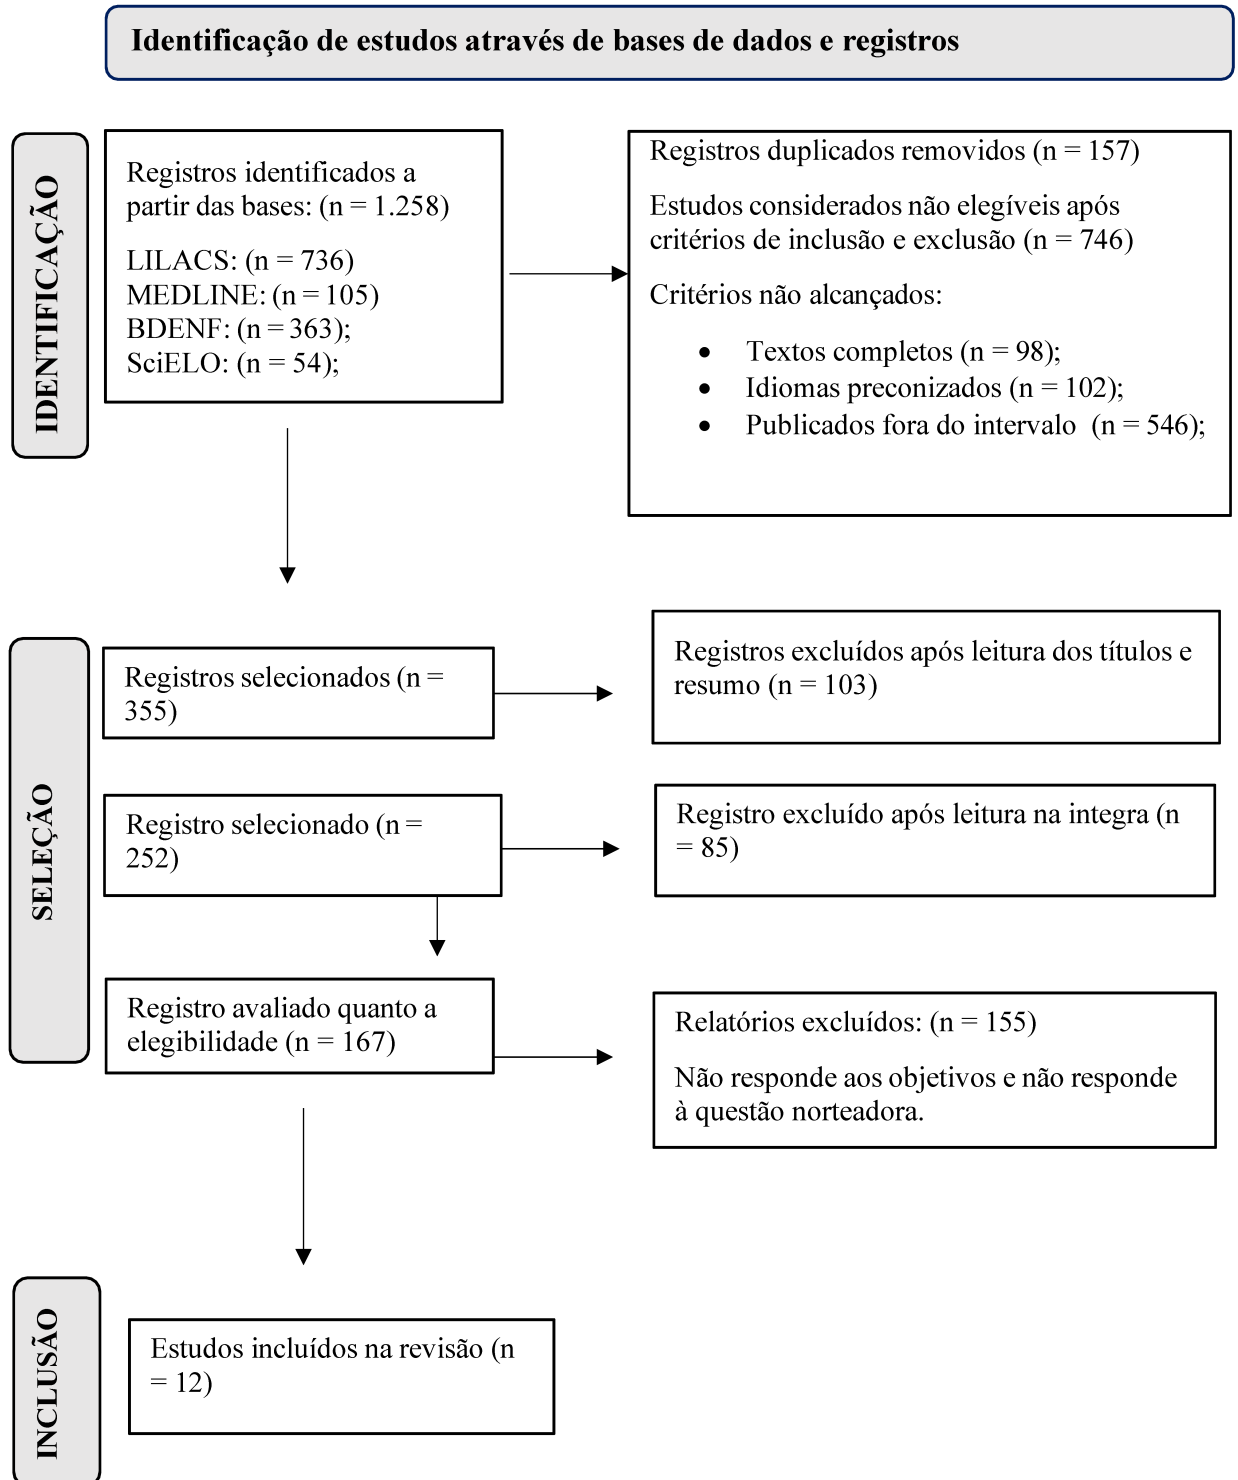 Identificação de estudos através de bases de dados e registros
IDENTIFICAÇÃO
Registros identificados a
partir das bases: (n = 1.258)
LILACS: (n = 736)
MEDLINE: (n = 105)
BDENF: (n = 363);
SciELO: (n = 54);
Registros duplicados removidos (n = 157)
Estudos considerados não elegíveis após
critérios de inclusão e exclusão (n = 746)
Critérios não alcançados:
• Textos completos (n = 98);
• Idiomas preconizados (n = 102);
• Publicados fora do intervalo (n = 546);
SELEÇÃO
Registros selecionados (n =
355)
Registros excluídos após leitura dos títulos e
resumo (n = 103)
Registro selecionado (n =
252)
Registro excluído após leitura na integra (n
= 85)
Registro avaliado quanto a
elegibilidade (n = 167)
Relatórios excluídos: (n = 155)
Não responde aos objetivos e não responde
à questão norteadora.
INCLUSÃO
Estudos incluídos na revisão (n
= 12)